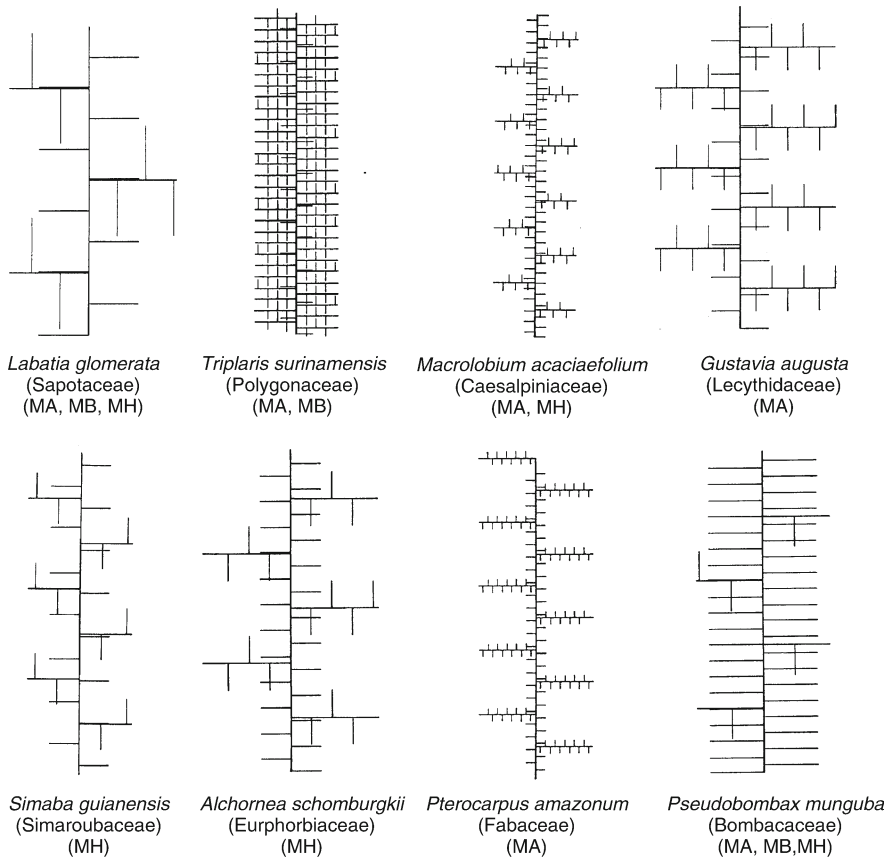 Labatia glomerata
(Sapotaceae)
(MA, MB, MH)
Triplaris surinamensis
(Polygonaceae)
(MA, MB)
Macrolobium acaciaefolium
(Caesalpiniaceae)
(MA, MH)
Gustavia augusta
(Lecythidaceae)
(MA)
Simaba guianensis
(Simaroubaceae)
(MH)
Alchornea schomburgkii
(Eurphorbiaceae)
(MH)
Pterocarpus amazonum
(Fabaceae)
(MA)
Pseudobombax munguba
(Bombacaceae)
(MA, MB,MH)